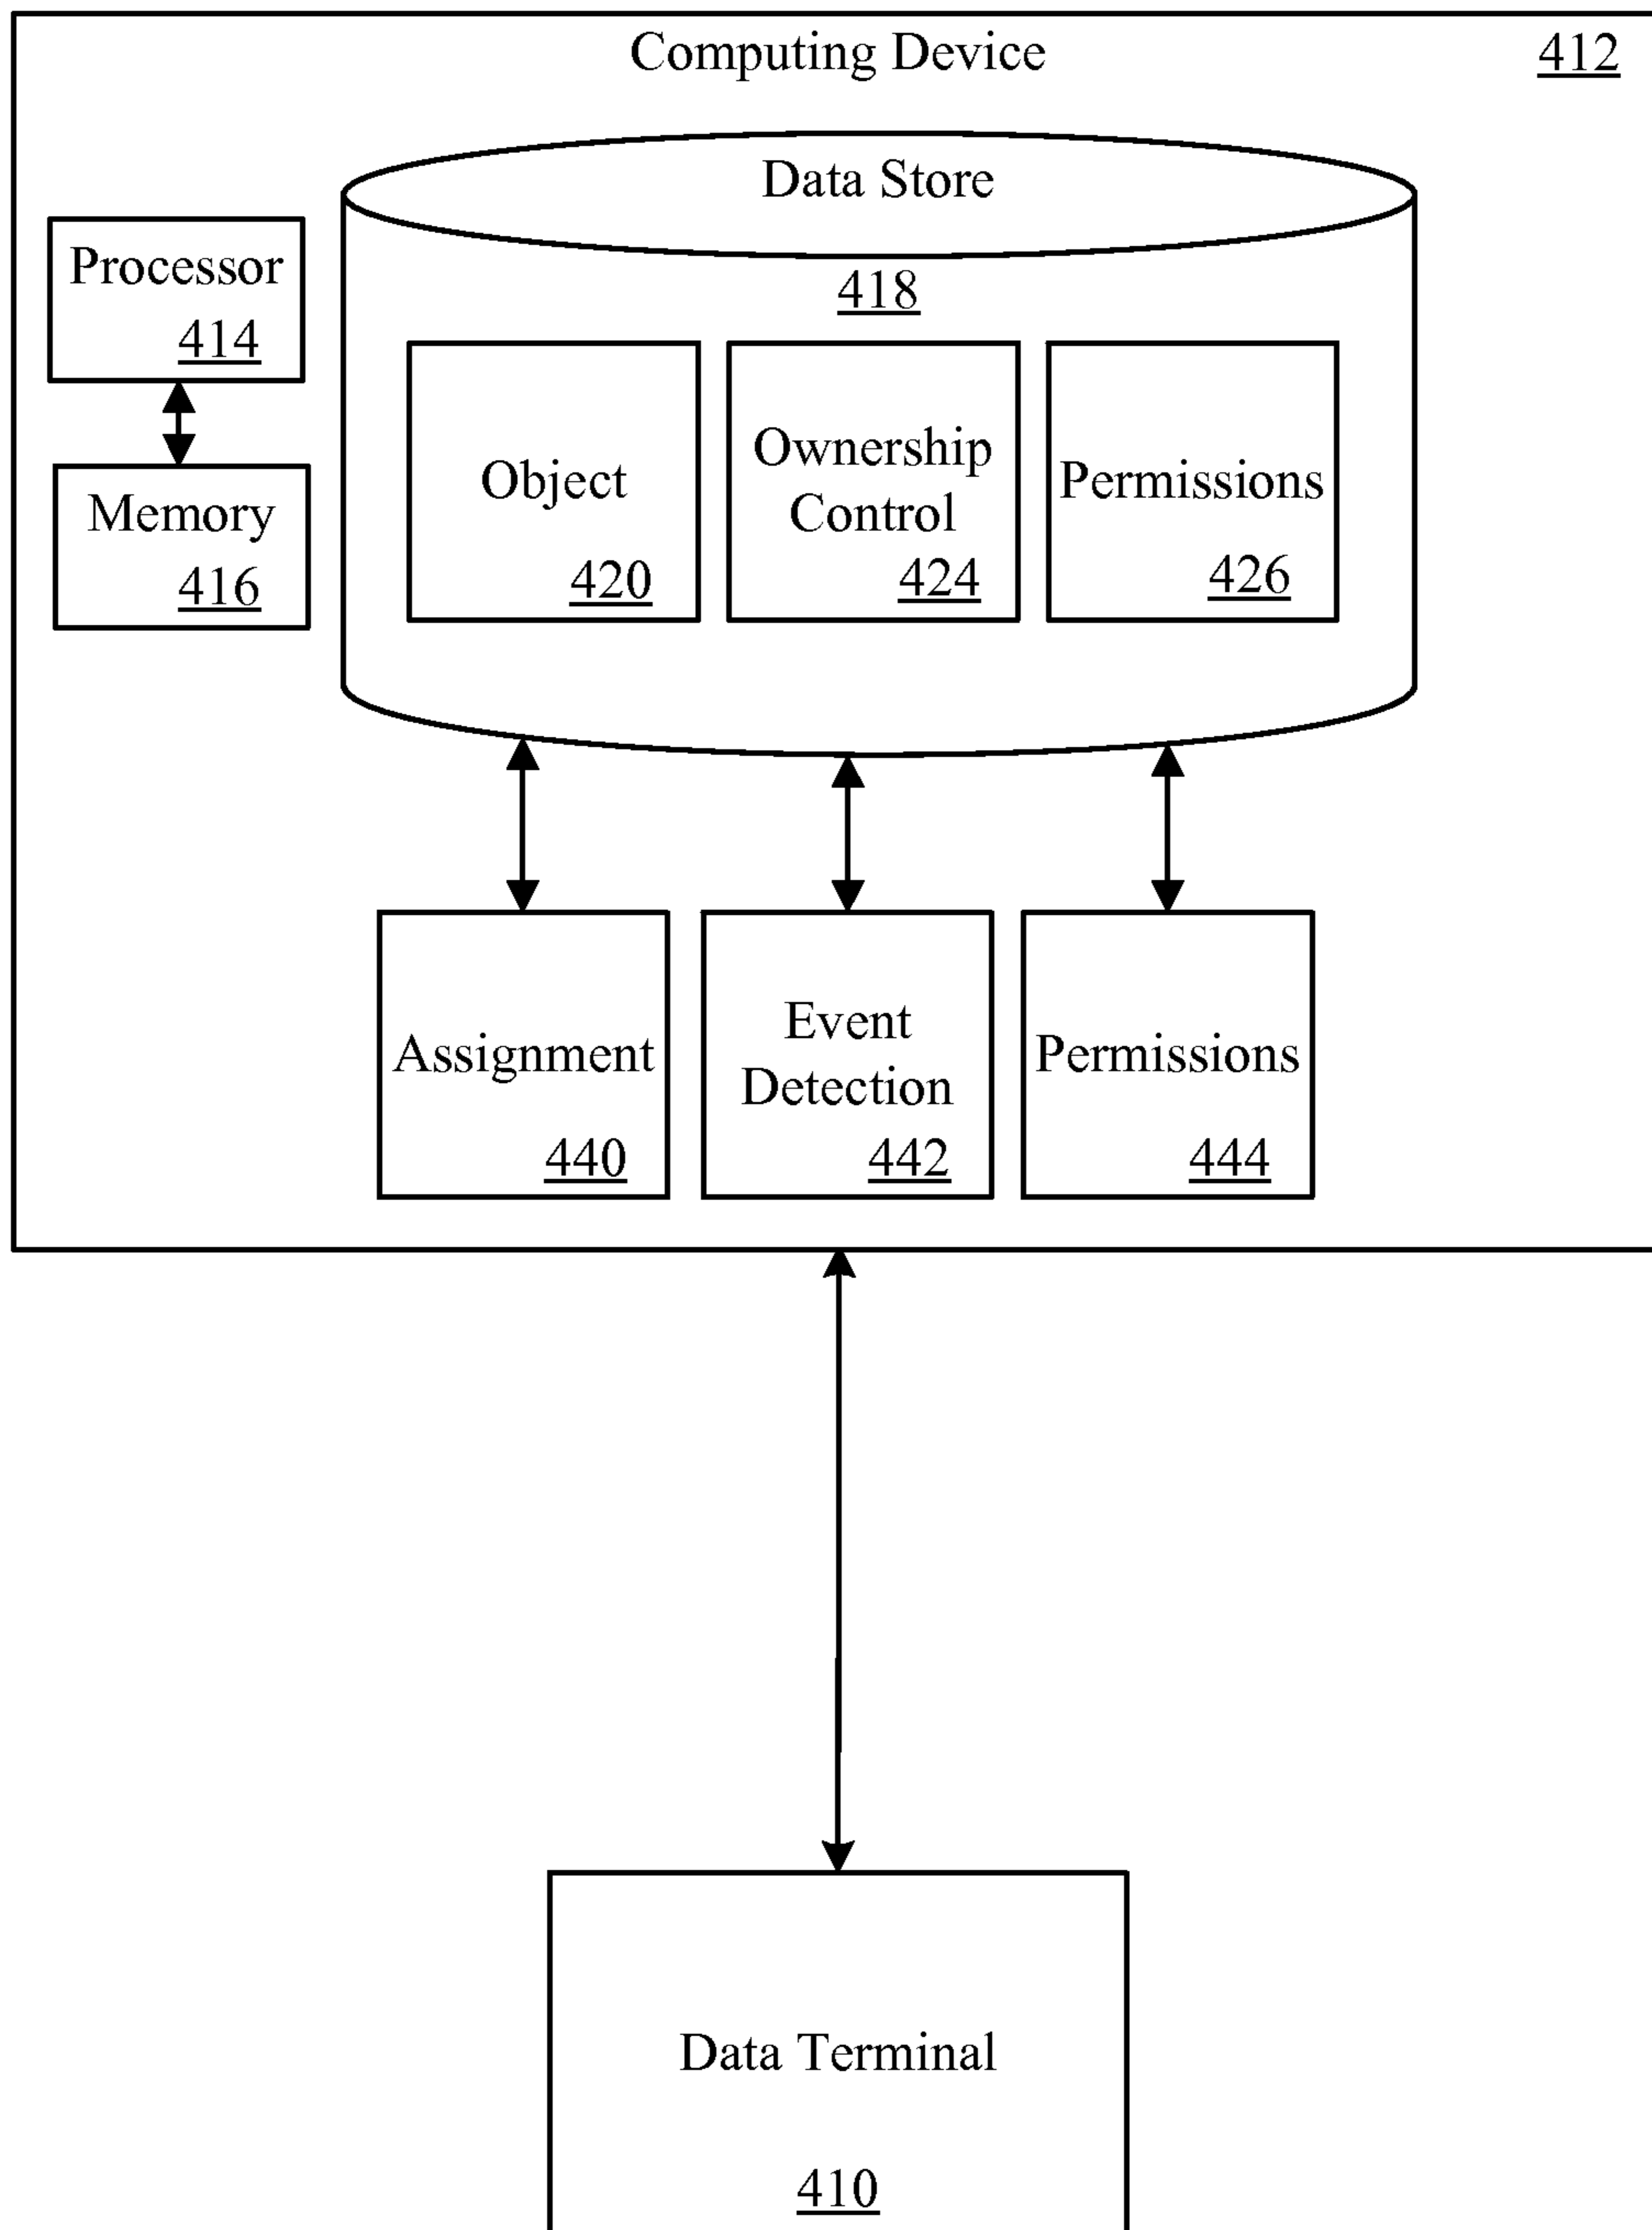 Computing Device 412
Data Store
418
Processor
414
Memory
416
Object
420
Ownership
Control
424
Permissions
426
Assignment
440
Event
Detection
442
Permissions
444
Data Terminal
410